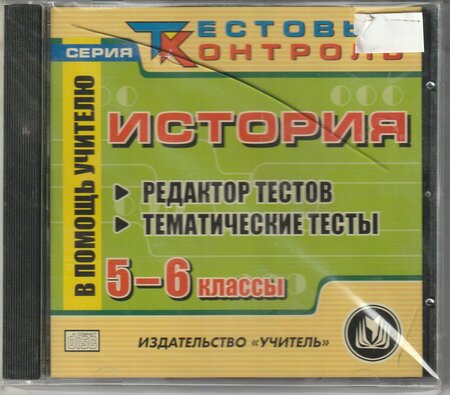 СЕРИЯ
ТЕСТОВЫЙ
КОНТРОЛЬ
В ПОМОЩЬ УЧИТЕЛЮ
ИСТОРИЯ
РЕДАКТОР ТЕСТОВ
ТЕМАТИЧЕСКИЕ ТЕСТЫ
5–6 КЛАССЫ
ИЗДАТЕЛЬСТВО «УЧИТЕЛЬ»